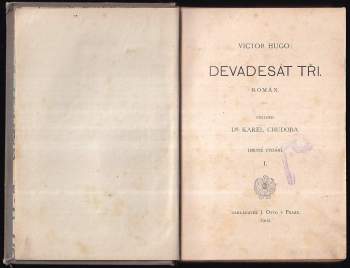 VICTOR HUGO:
DEVADESÁT TŘI.
ROMÁN.
PŘELOŽIL
DR KAREL CHUDOBA.
DRUHÉ VYDÁNÍ.
I.
NAKLADATEL J. OTTO V PRAZE.